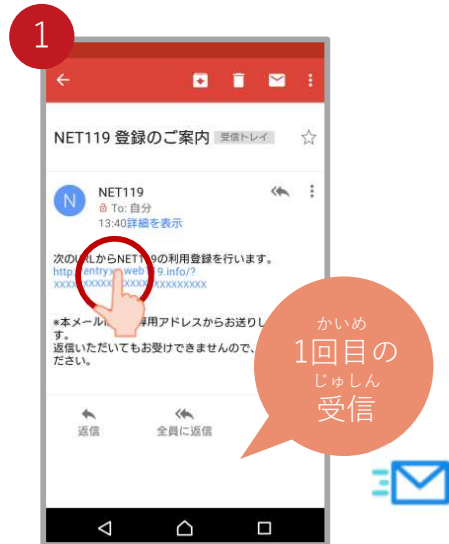 1
NET119 登録のご案内 受信トレイ
N
NET119
To: 自分
13:40詳細を表示
次の RLからNET119の利用登録を行います。
http: entry.x web119.info/?
xxxxxxxxxxxxx xxxxxxxxx
*本メール 専用アドレスからお送りし
す。
返信いただいてもお受けできませんので、
ださい。
かいめ
1回目の
じゅしん
受信
返信
全員に返信